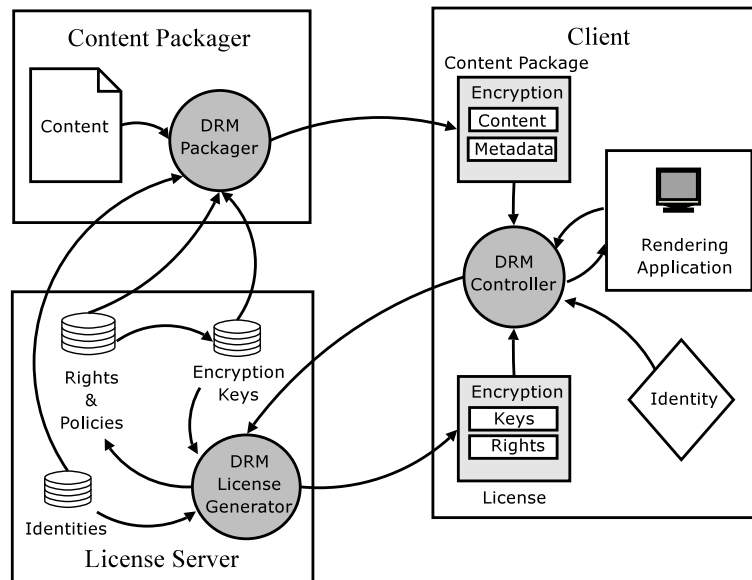 Content Packager
Content
DRM
Packager
Client
Content Package
Encryption
Content
Metadata
Rendering
Application
DRM
Controller
Rights
&
Policies
Encryption
Keys
DRM
License
Generator
Identities
License Server
Encryption
Keys
Rights
License
Identity